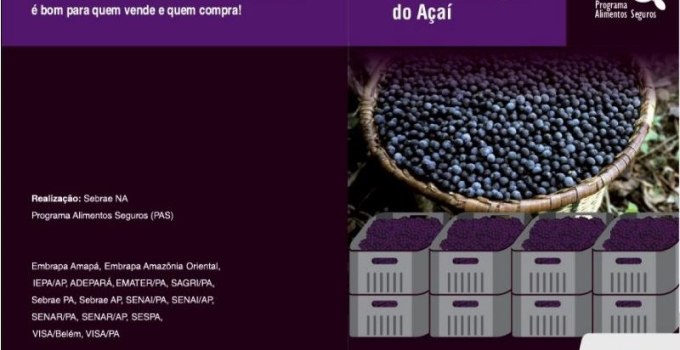 é bom para quem vende e quem compra!
do Açaí
Programa
Alimentos Seguros
Realização: Sebrae NA
Programa Alimentos Seguros (PAS)
Embrapa Amapá, Embrapa Amazônia Oriental,
IEPA/AP, ADEPARÁ, EMATER/PA, SAGRI/PA,
Sebrae PA, Sebrae AP, SENAI/PA, SENAI/AP,
SENAR/PA, SENAR/AP, SESPA,
VISA/Belém, VISA/PA